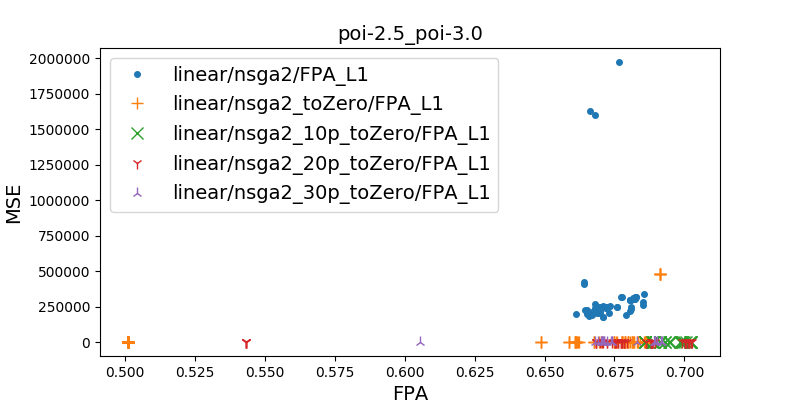 poi-2.5_poi-3.0
2000000
1750000
1500000
1250000
1000000
750000
500000
250000
0
MSE
linear/nsga2/FPA_L1
linear/nsga2_toZero/FPA_L1
linear/nsga2_10p_toZero/FPA_L1
linear/nsga2_20p_toZero/FPA_L1
linear/nsga2_30p_toZero/FPA_L1
0.500 0.525 0.550 0.575 0.600 0.625 0.650 0.675 0.700
FPA